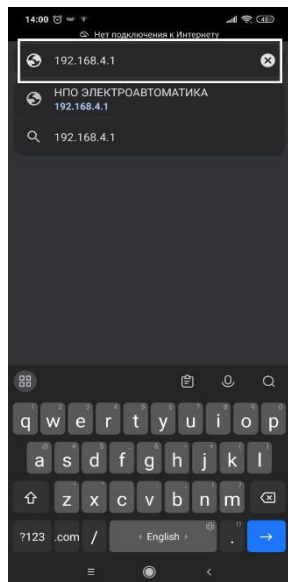 14:00
Нет подключения к Интернету
192.168.4.1
НПО ЭЛЕКТРОАВТОМАТИКА
192.168.4.1
192.168.4.1
q w e r t y u i o p
a s d f g h j k l
z x c v b n m
?123 .com / English .